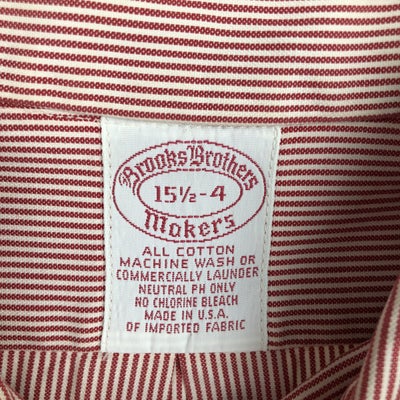 Brooks Brothers
15½-4
Makers
ALL COTTON
MACHINE WASH OR
COMMERCIALLY LAUNDER
NEUTRAL PH ONLY
NO CHLORINE BLEACH
MADE IN U.S.A.
OF IMPORTED FABRIC